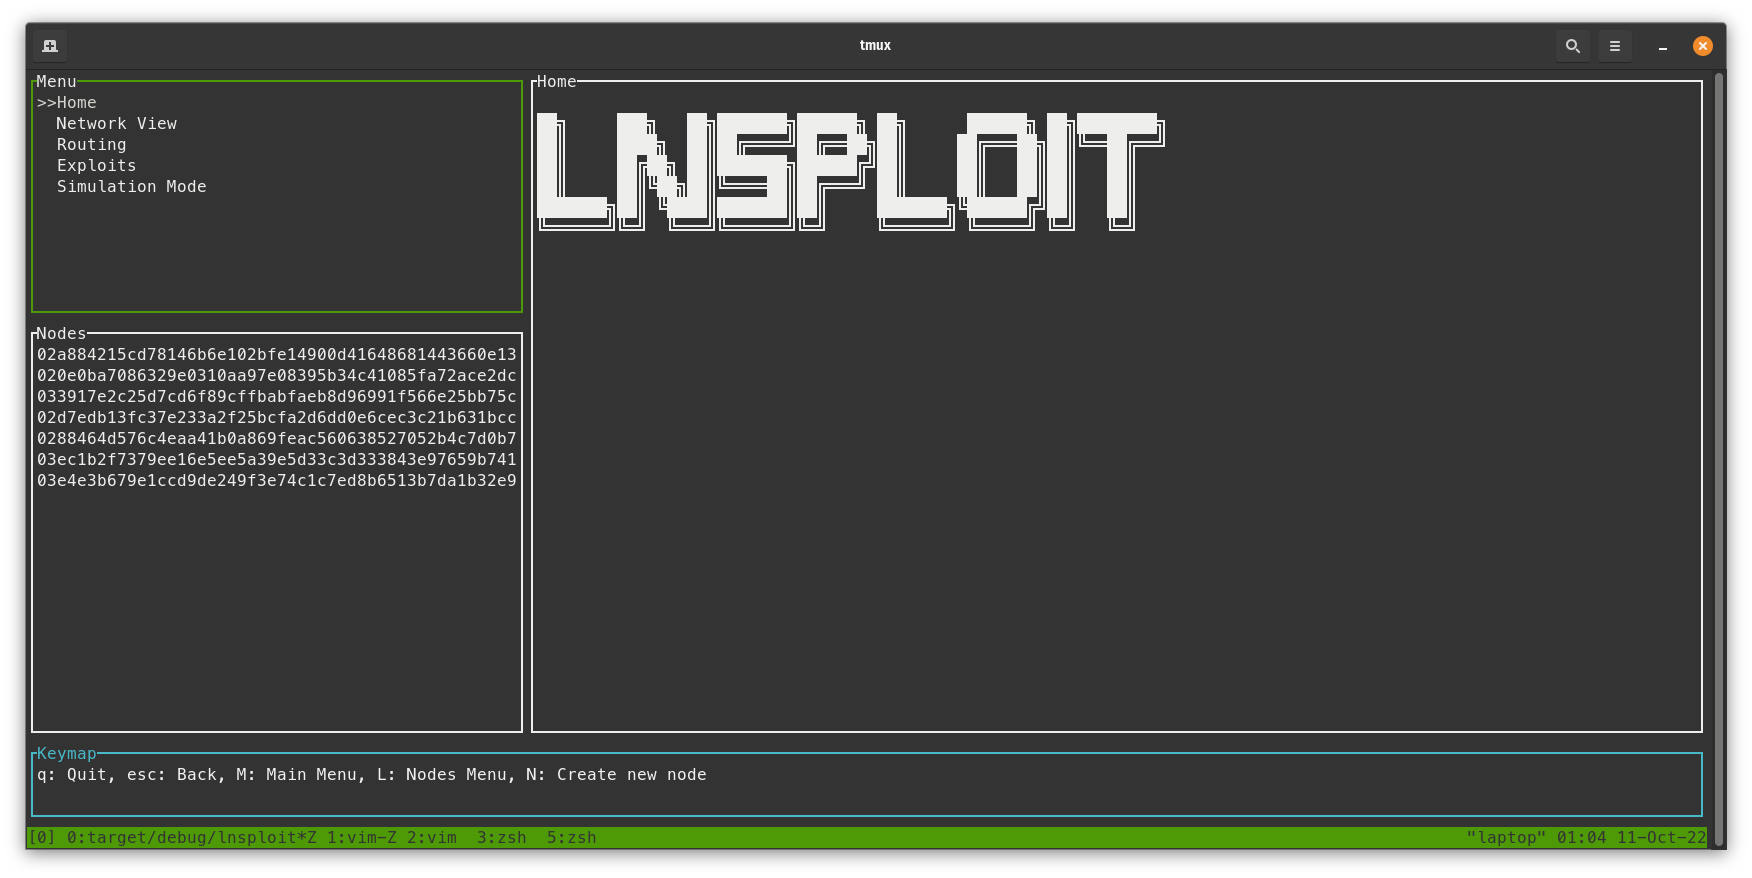 tmux
Menu
>>Home
Network View
Routing
Exploits
Simulation Mode
Nodes
02a884215cd78146b6e102bfe14900d41648681443660e13
020e0ba7086329e0310aa97e08395b34c41085fa72ace2dc
033917e2c25d7cd6f89cffbabfaeb8d96991f566e25bb75c
02d7edb13fc37e233a2f25bcfa2d6dd0e6cec3c21b631bcc
0288464d576c4eaa41b0a869feac560638527052b4c7d0b7
03ec1b2f7379ee16e5ee5a39e5d33c3d333843e97659b741
03e4e3b679e1ccd9de249f3e74c1c7ed8b6513b7da1b32e9
Home
LNSPLOIT
Keymap
q: Quit, esc: Back, M: Main Menu, L: Nodes Menu, N: Create new node
[0] 0:target/debug/lnsploit*Z 1:vim-Z 2:vim  3:zsh  5:zsh "laptop" 01:04 11-Oct-22